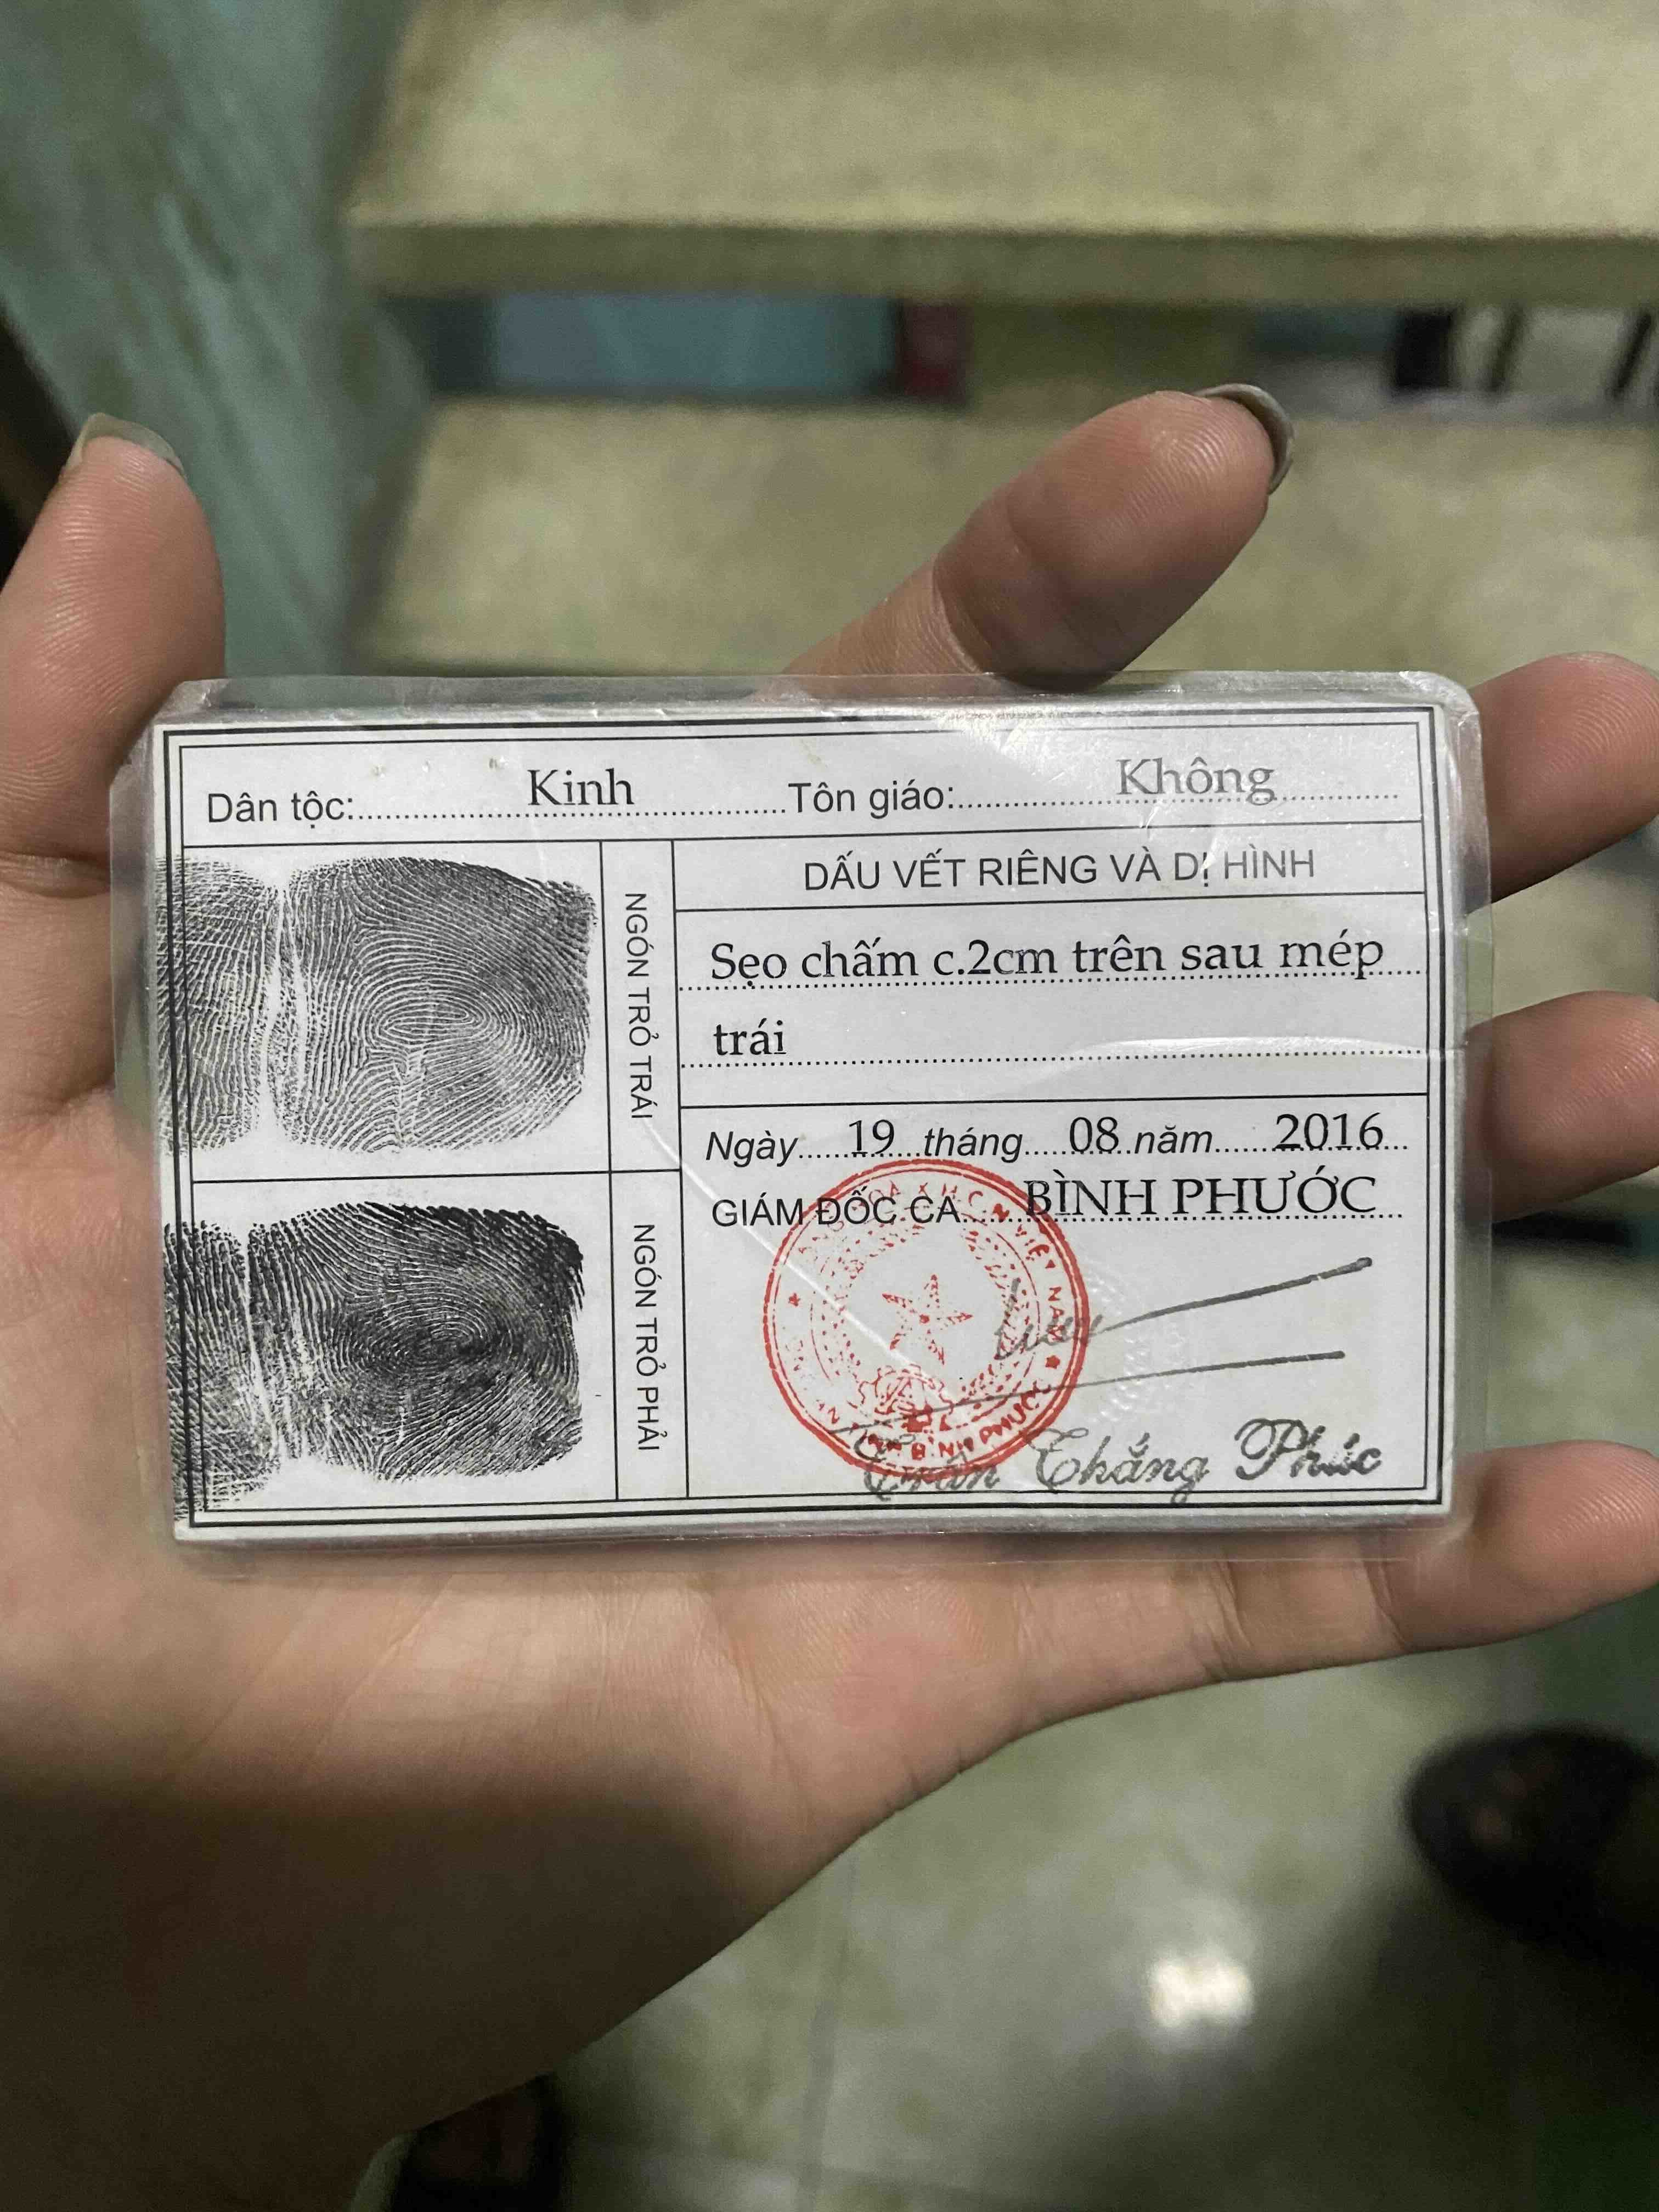 Dân tộc: Kinh Tôn giáo: Không
NGÓN TRỎ TRÁI
DẤU VẾT RIÊNG VÀ DỊ HÌNH
Sẹo chấm c.2cm trên sau mép
trái
NGÓN TRỎ PHẢI
Ngày 19 tháng 08 năm 2016
GIÁM ĐỐC CA BÌNH PHƯỚC
Trần Thắng Phúc